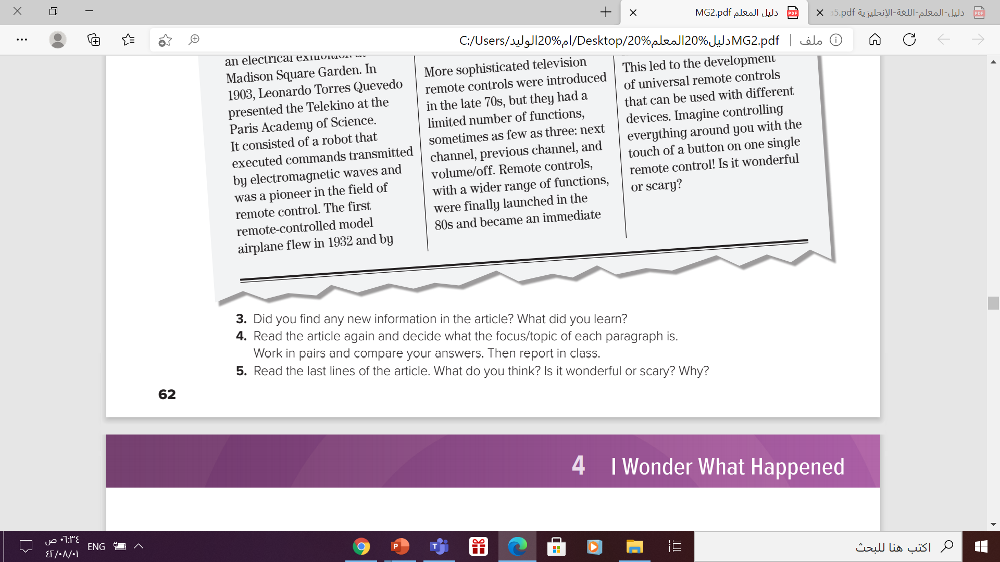 دليل المعلم MG2.pdf
دليل-المعلم-اللغة-الإنجليزية
5.pdf
C:/Users/ام%20الوليد/Desktop/دليل%20المعلم%20MG2.pdf
ملف
an electrical exhibition at
Madison Square Garden. In
1903, Leonardo Torres Quevedo
presented the Telekino at the
Paris Academy of Science.
It consisted of a robot that
executed commands transmitted
by electromagnetic waves and
was a pioneer in the field of
remote control. The first
remote-controlled model
airplane flew in 1932 and by
More sophisticated television
remote controls were introduced
in the late 70s, but they had a
limited number of functions,
sometimes as few as three: next
channel, previous channel, and
volume/off. Remote controls,
with a wider range of functions,
were finally launched in the
80s and became an immediate
This led to the development
of universal remote controls
that can be used with different
devices. Imagine controlling
everything around you with the
touch of a button on one single
remote control! Is it wonderful
or scary?
3. Did you find any new information in the article? What did you learn?
4. Read the article again and decide what the focus/topic of each paragraph is.
Work in pairs and compare your answers. Then report in class.
5. Read the last lines of the article. What do you think? Is it wonderful or scary? Why?
62
4 I Wonder What Happened
٠٦:٣٤ ص
٤٢/٠٨/٠١
ENG
اكتب هنا للبحث